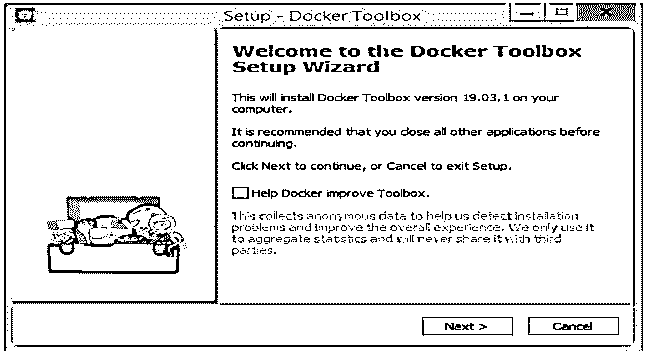 Setup - Docker Toolbox
Welcome to the Docker Toolbox
Setup Wizard
This will install Docker Toolbox version 19.03.1 on your
computer.
It is recommended that you close all other applications before
continuing.
Click Next to continue, or Cancel to exit Setup.
Help Docker improve Toolbox.
This collects anonymous data to help us detect installation
problems and improve the overall experience. We only use it
to aggregate statistics and will never share it with third
parties.
Next >
Cancel